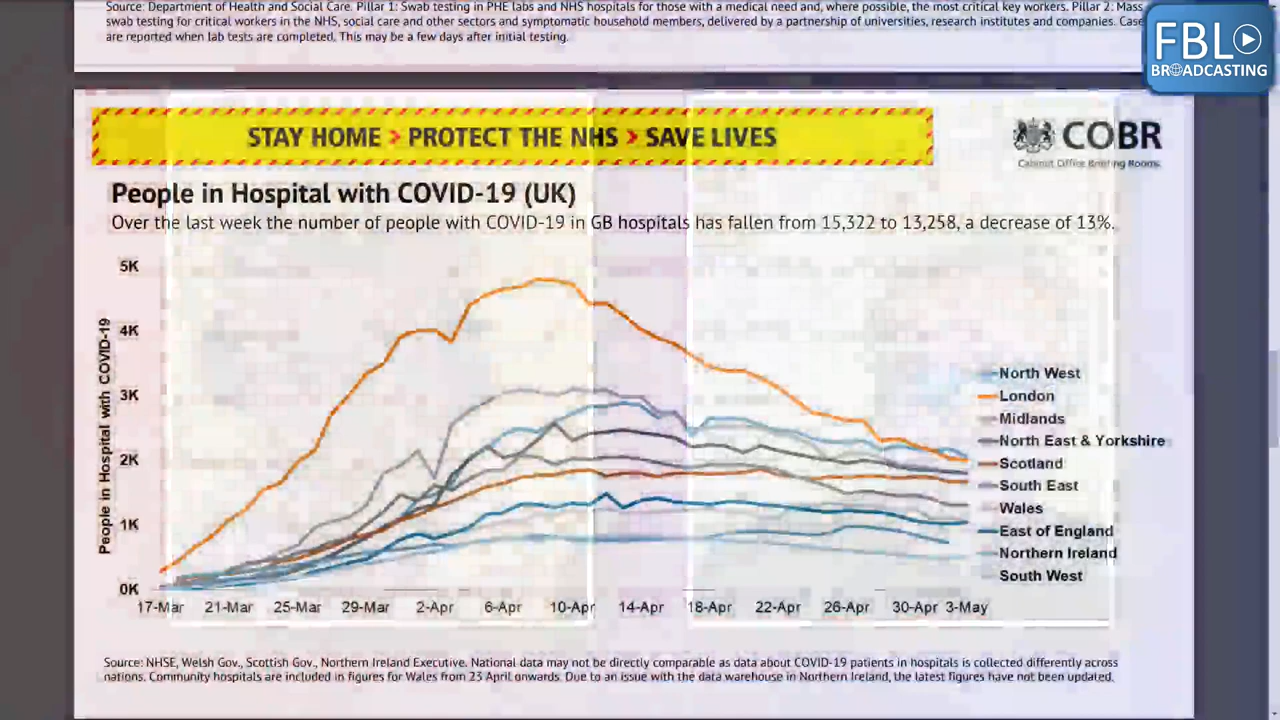 Source: Department of Health and Social Care. Pillar 1: Swab testing in PHE labs and NHS hospitals for those with a medical need and, where possible, the most critical key workers. Pillar 2: Mass
swab testing for critical workers in the NHS, social care and other sectors and symptomatic household members, delivered by a partnership of universities, research institutes and companies. Case
are reported when lab tests are completed. This may be a few days after initial testing.
FBL
BROADCASTING
STAY HOME > PROTECT THE NHS > SAVE LIVES
COBR
Cabinet Office Briefing Rooms
People in Hospital with COVID-19 (UK)
Over the last week the number of people with COVID-19 in GB hospitals has fallen from 15,322 to 13,258, a decrease of 13%.
People in Hospital with COVID-19
5K
4K
3K
2K
1K
0K
17-Mar 21-Mar 25-Mar 29-Mar 2-Apr 6-Apr 10-Apr 14-Apr 18-Apr 22-Apr 26-Apr 30-Apr 3-May
North West
London
Midlands
North East & Yorkshire
Scotland
South East
Wales
East of England
Northern Ireland
South West
Source: NHSE, Welsh Gov., Scottish Gov., Northern Ireland Executive. National data may not be directly comparable as data about COVID-19 patients in hospitals is collected differently across
nations. Community hospitals are included in figures for Wales from 23 April onwards. Due to an issue with the data warehouse in Northern Ireland, the latest figures have not been updated.